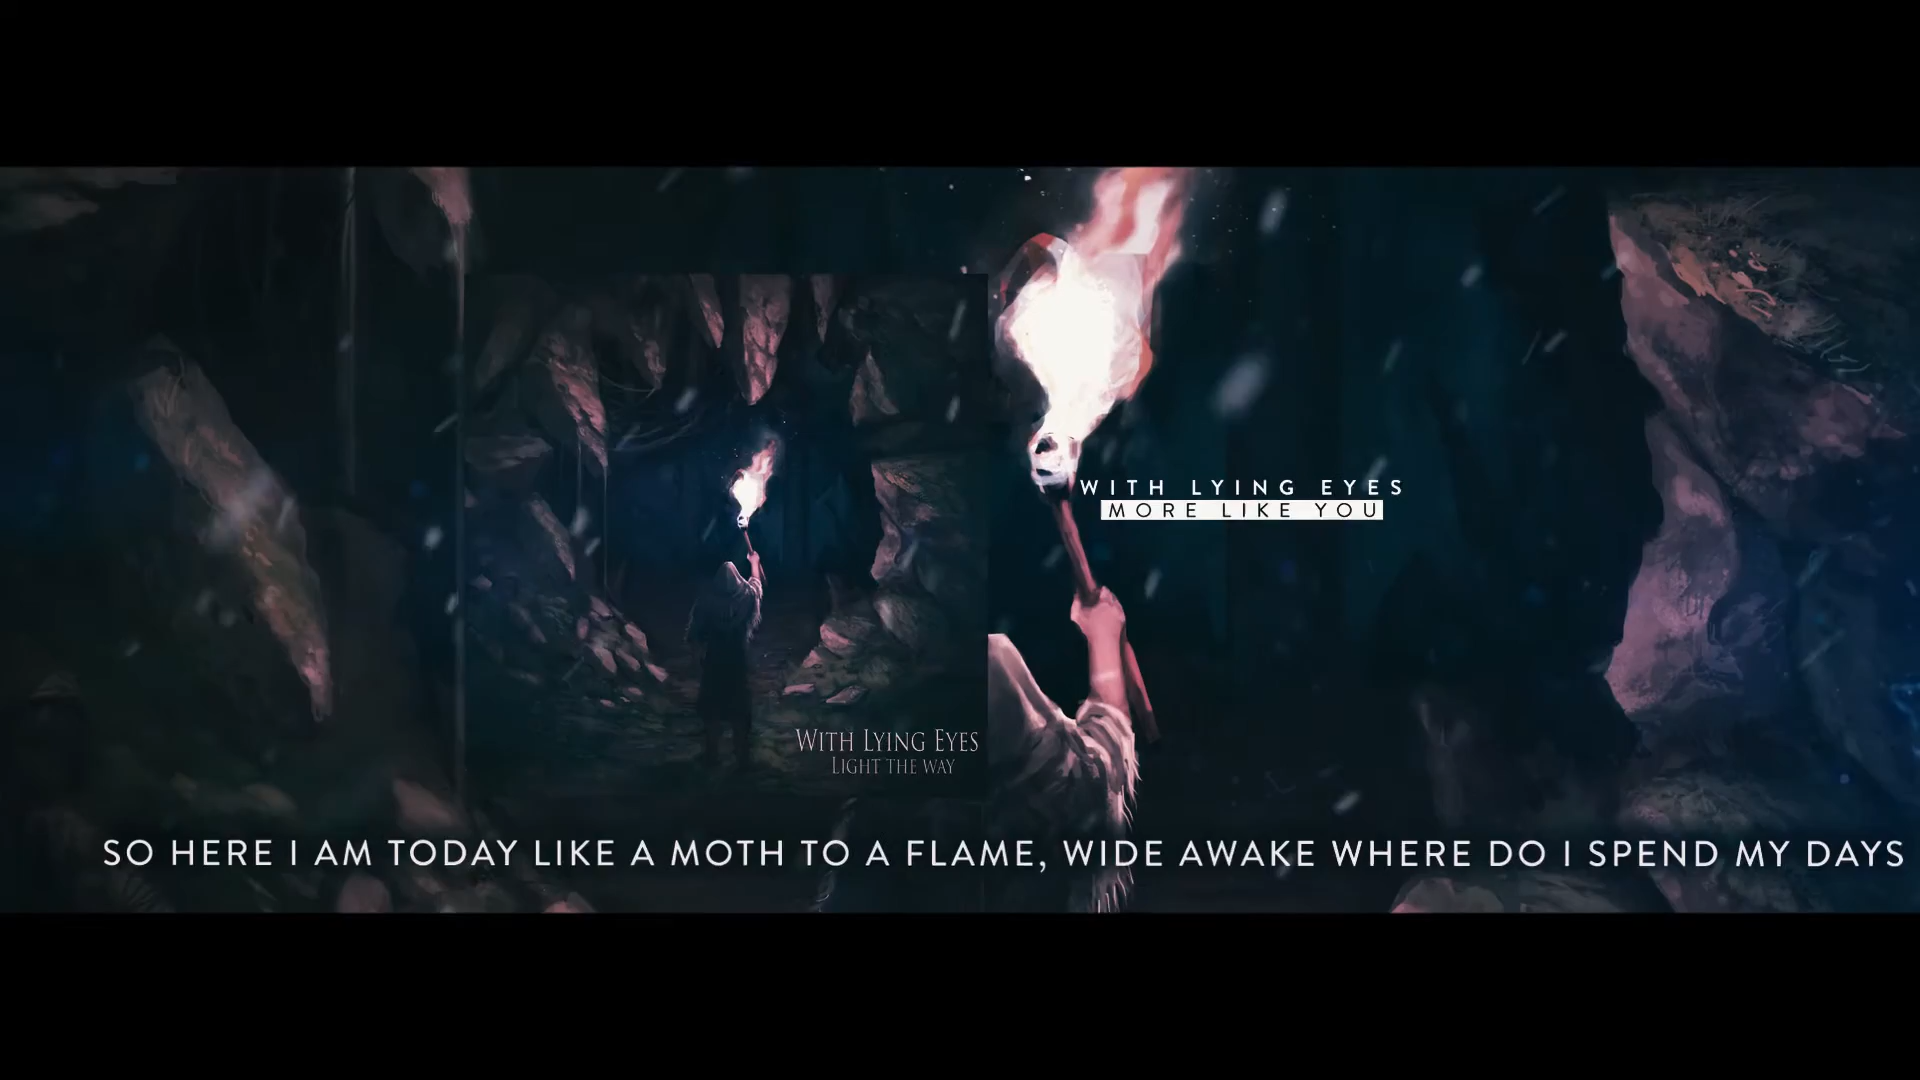 WITH LYING EYES
MORE LIKE YOU
WITH LYING EYES
LIGHT THE WAY
SO HERE I AM TODAY LIKE A MOTH TO A FLAME, WIDE AWAKE WHERE DO I SPEND MY DAYS